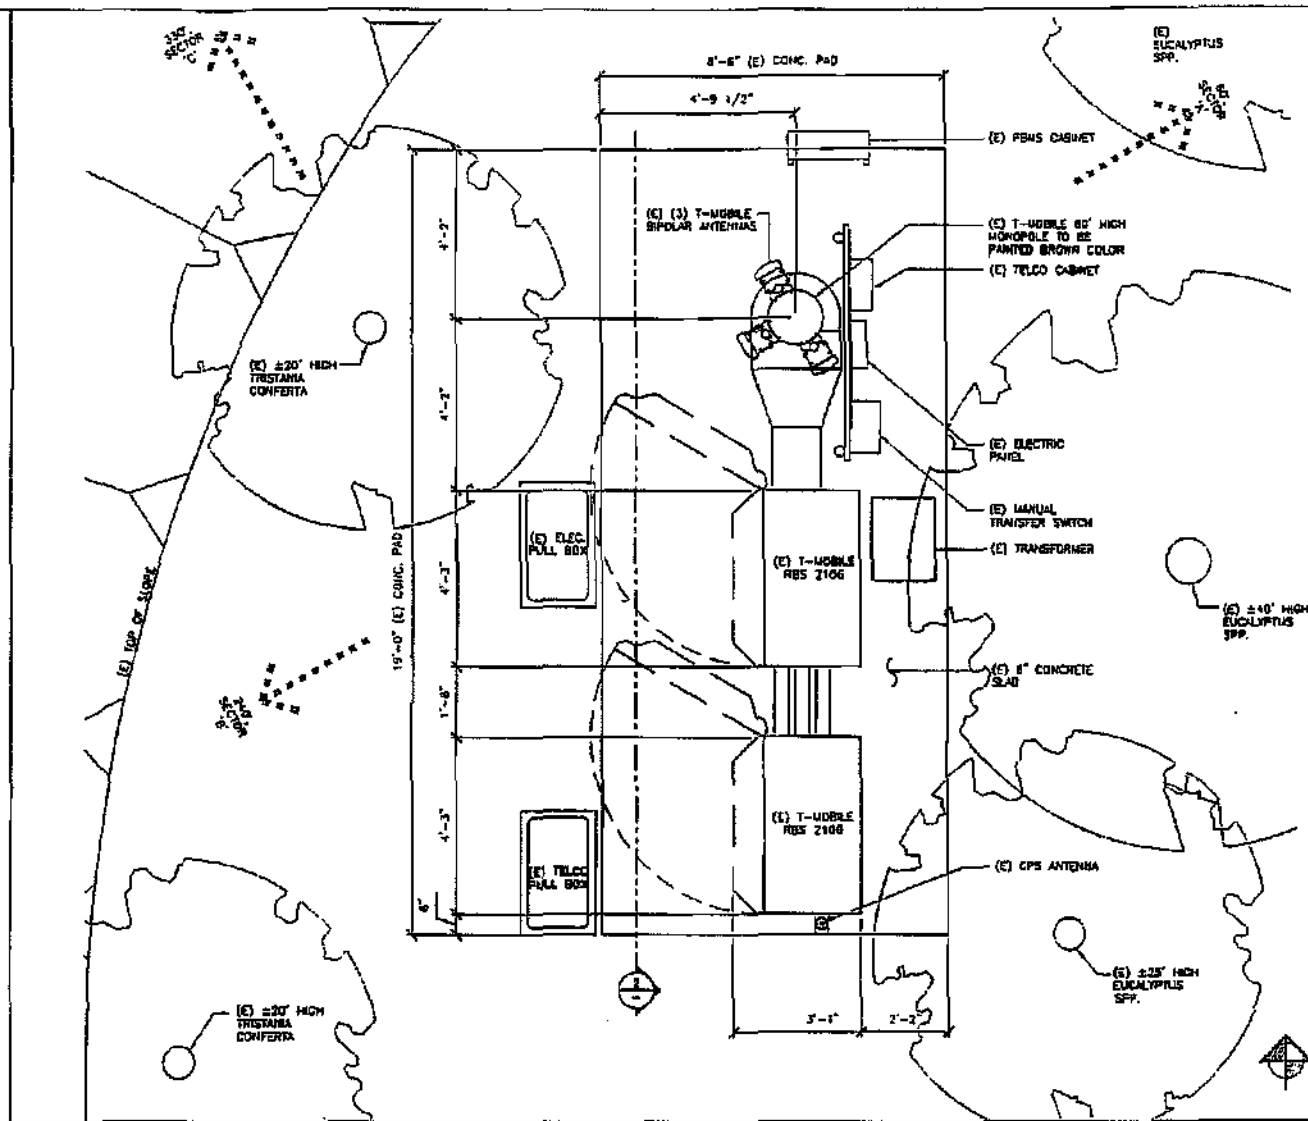 330°
SECTOR
'C'
8'-6" (E) CONC. PAD
4'-9 1/2"
(E)
EUCALYPTUS
SPP.
(E) PBMS CABINET
(E) (3) T-MOBILE
BIPOLAR ANTENNAS
(E) T-MOBILE 60' HIGH
MONOPOLE TO BE
PAINTED BROWN COLOR
(E) TELCO CABINET
4'-2"
(E) ±20' HIGH
TRISTANIA
CONFERTA
4'-2"
(E) ELECTRIC
PANEL
(E) MANUAL
TRANSFER SWITCH
(E) TRANSFORMER
(E) ELEC.
PULL BOX
(E) T-MOBILE
RBS 2106
4'-3"
19'-0" (E) CONC. PAD
(E) TOP OF SLOPE
(E) ±40' HIGH
EUCALYPTUS
SPP.
(E) 8" CONCRETE
SLAB
240°
SECTOR
'B'
1'-8"
(E) T-MOBILE
RBS 2106
4'-3"
(E) TELCO
PULL BOX
(E) GPS ANTENNA
6"
(E) ±25' HIGH
EUCALYPTUS
SPP.
2
(E) ±20' HIGH
TRISTANIA
CONFERTA
3'-1"
2'-2"